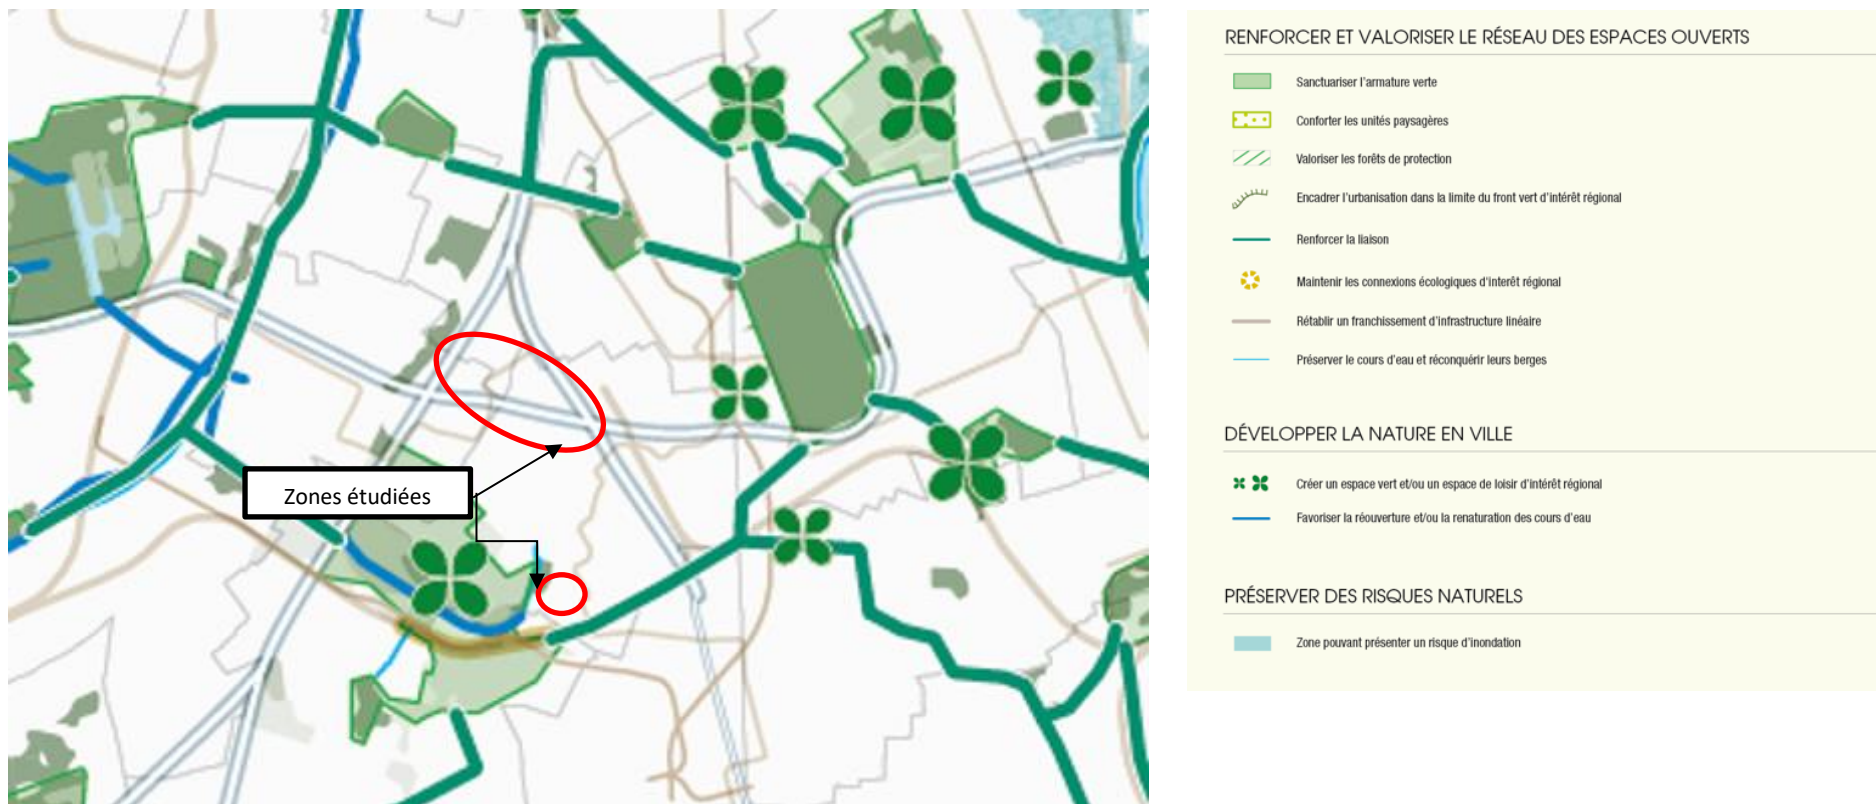 Zones étudiées
RENFORCER ET VALORISER LE RÉSEAU DES ESPACES OUVERTS
Sanctuariser l'armature verte
Conforter les unités paysagères
Valoriser les forêts de protection
Encadrer l'urbanisation dans la limite du front vert d'intérêt régional
Renforcer la liaison
Maintenir les connexions écologiques d'interêt régional
Rétablir un franchissement d'infrastructure linéaire
Préserver le cours d'eau et réconquérir leurs berges
DÉVELOPPER LA NATURE EN VILLE
Créer un espace vert et/ou un espace de loisir d'intérêt régional
Favoriser la réouverture et/ou la renaturation des cours d'eau
PRÉSERVER DES RISQUES NATURELS
Zone pouvant présenter un risque d'inondation